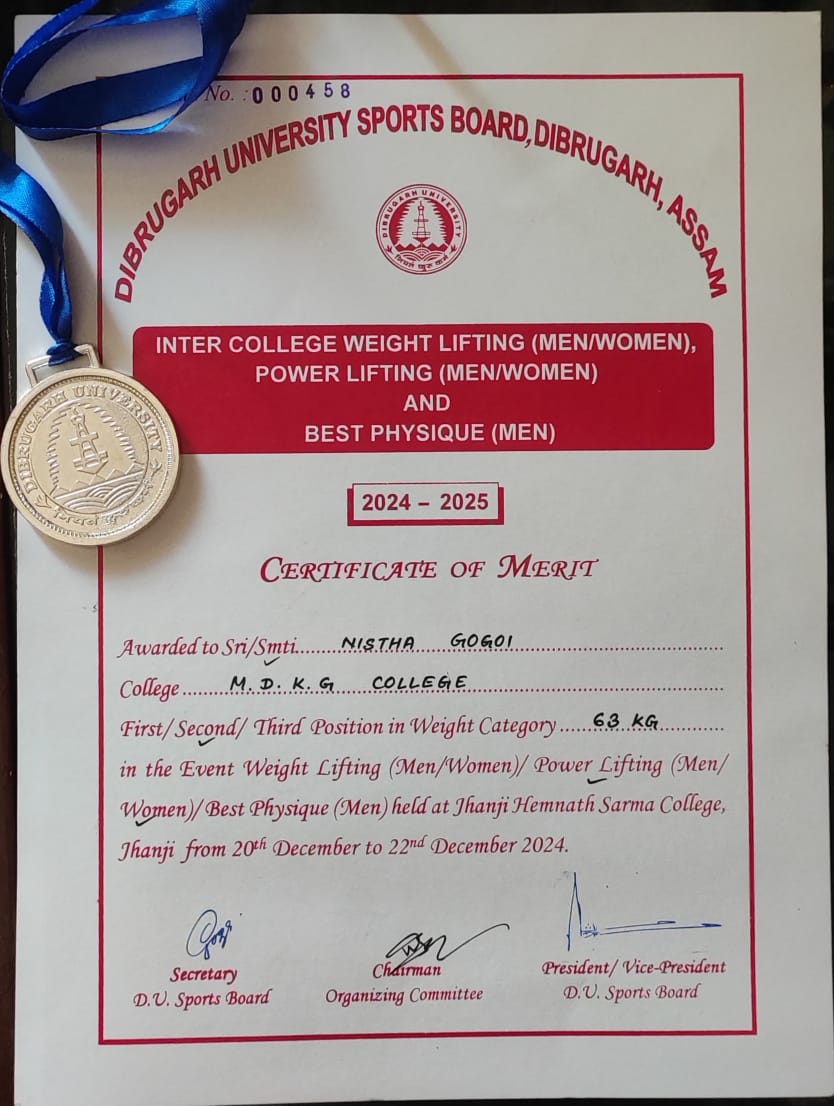 No. : 000458
DIBRUGARH UNIVERSITY SPORTS BOARD, DIBRUGARH, ASSAM
DIBRUGARH UNIVERSITY
নিয়তং কুরু কর্ম
INTER COLLEGE WEIGHT LIFTING (MEN/WOMEN),
POWER LIFTING (MEN/WOMEN)
AND
BEST PHYSIQUE (MEN)
DIBRUGARH UNIVERSITY
2024 – 2025
CERTIFICATE OF MERIT
Awarded to Sri/Smti..... NISTHA GOGOI
College ........ M. D. K. G COLLEGE
First/ Second/ Third Position in Weight Category ...... 63 KG
in the Event Weight Lifting (Men/Women)/ Power Lifting (Men/
Women)/ Best Physique (Men) held at Jhanji Hemnath Sarma College,
Jhanji from 20th December to 22nd December 2024.
Secretary
D.U. Sports Board
Chairman
Organizing Committee
President/ Vice-President
D.U. Sports Board